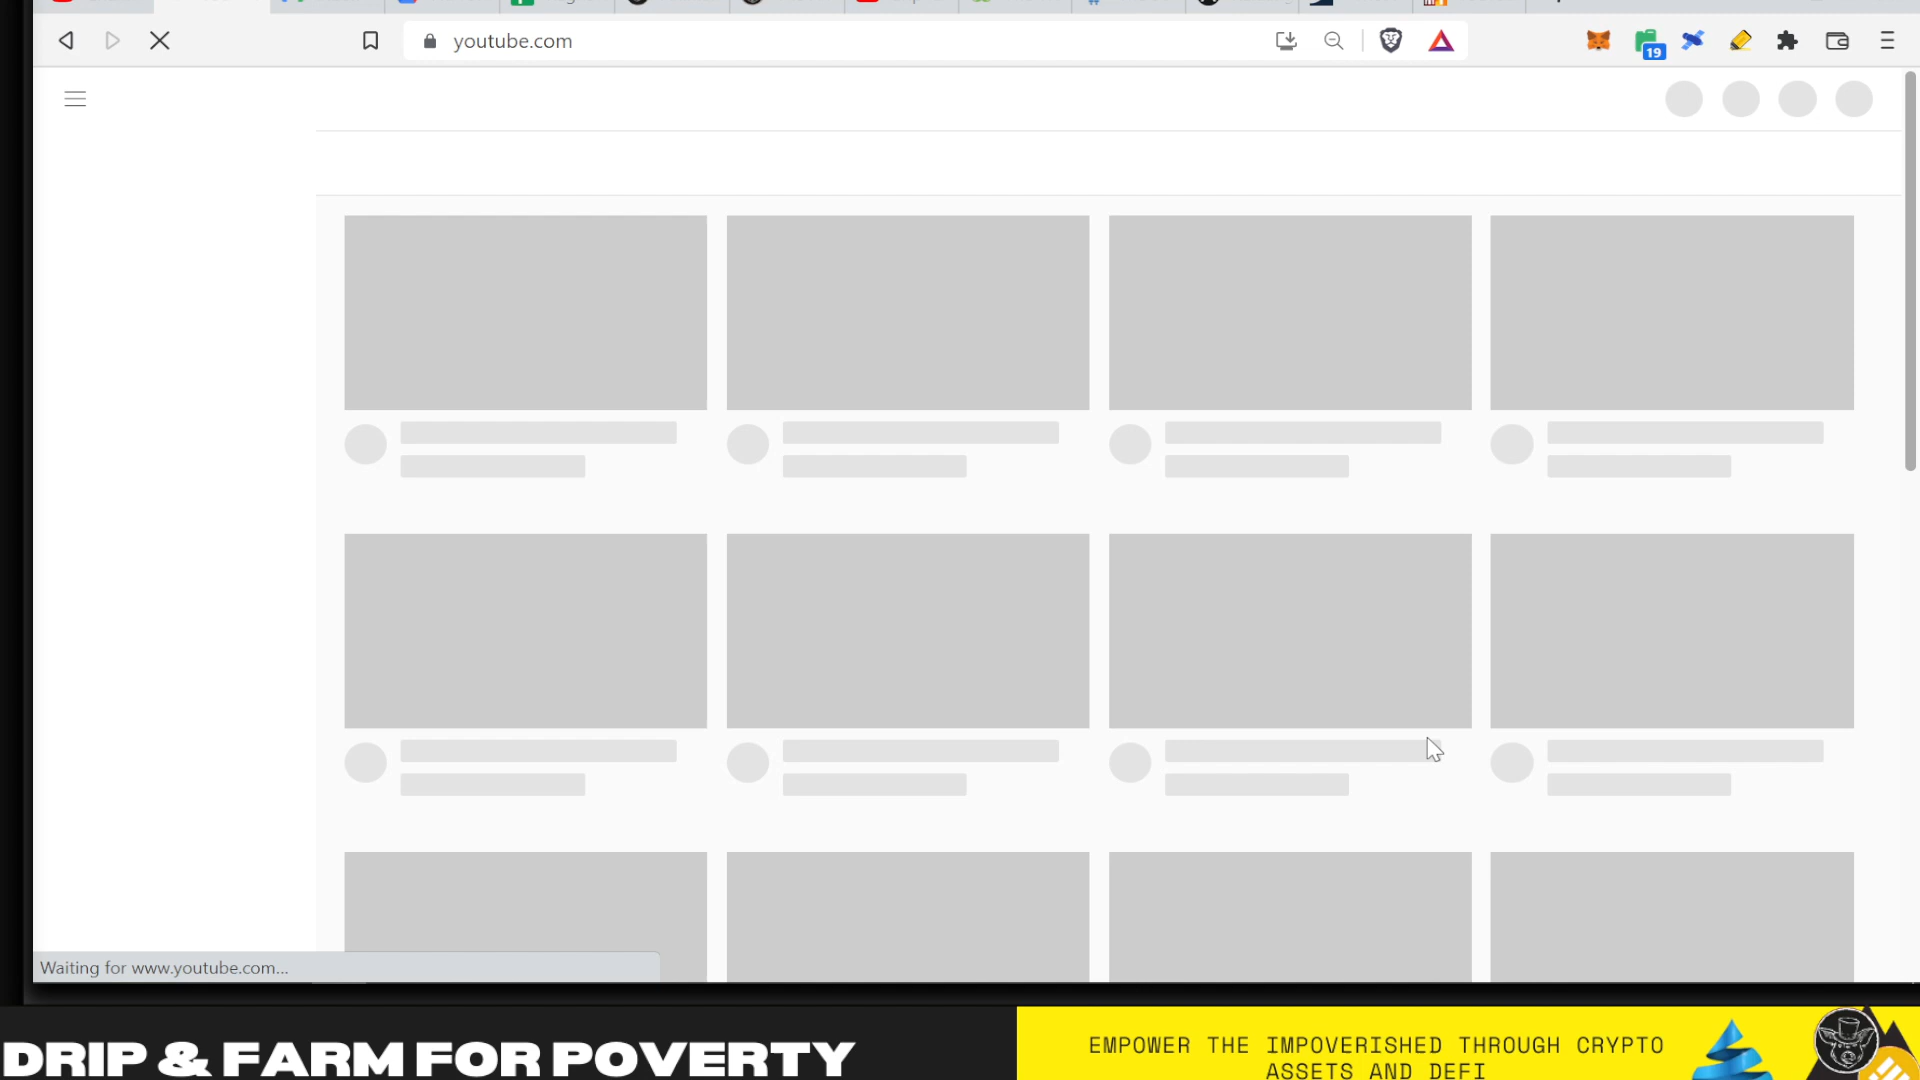 youtube.com
19
Waiting for www.youtube.com...
DRIP & FARM FOR POVERTY
EMPOWER THE IMPOVERISHED THROUGH CRYPTO
ASSETS AND DEFI